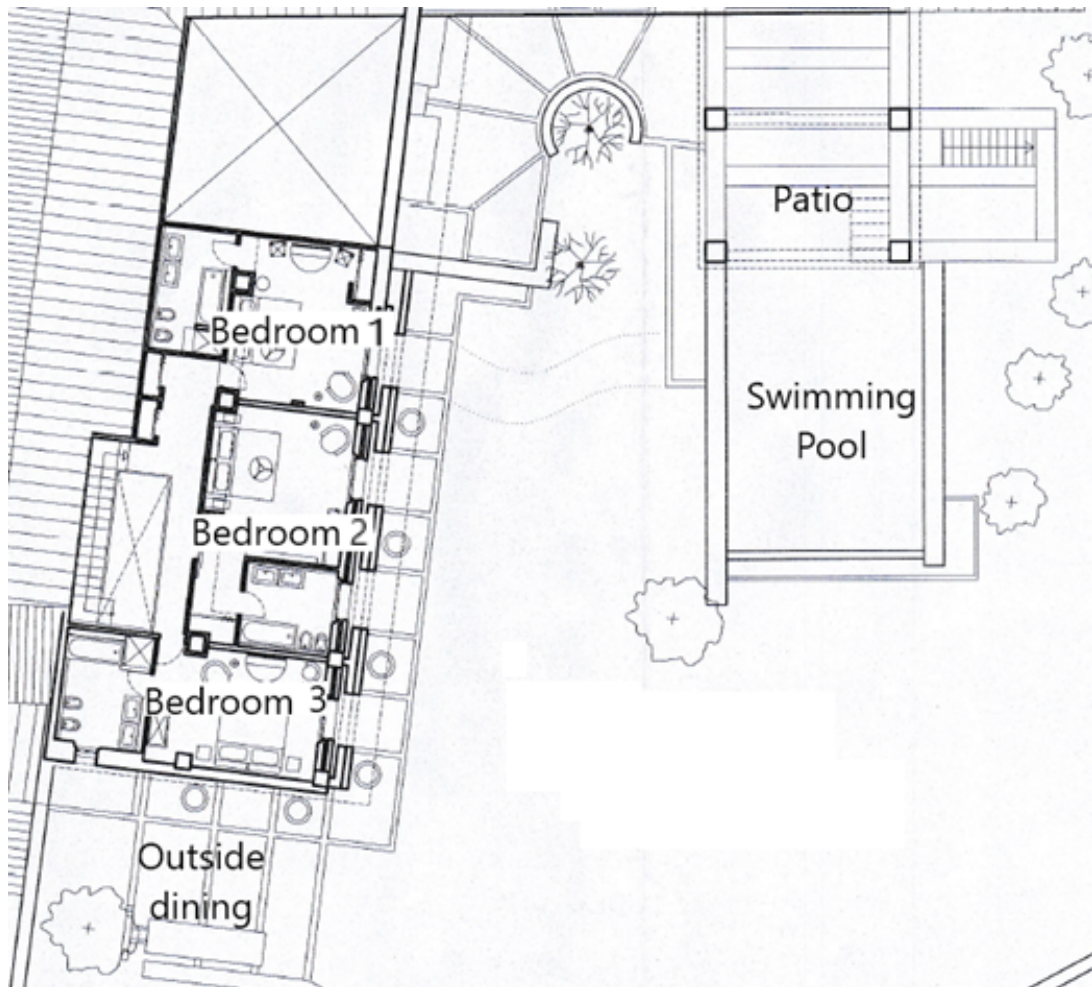 Patio
Bedroom 1
Swimming
Pool
Bedroom 2
Bedroom 3
Outside
dining